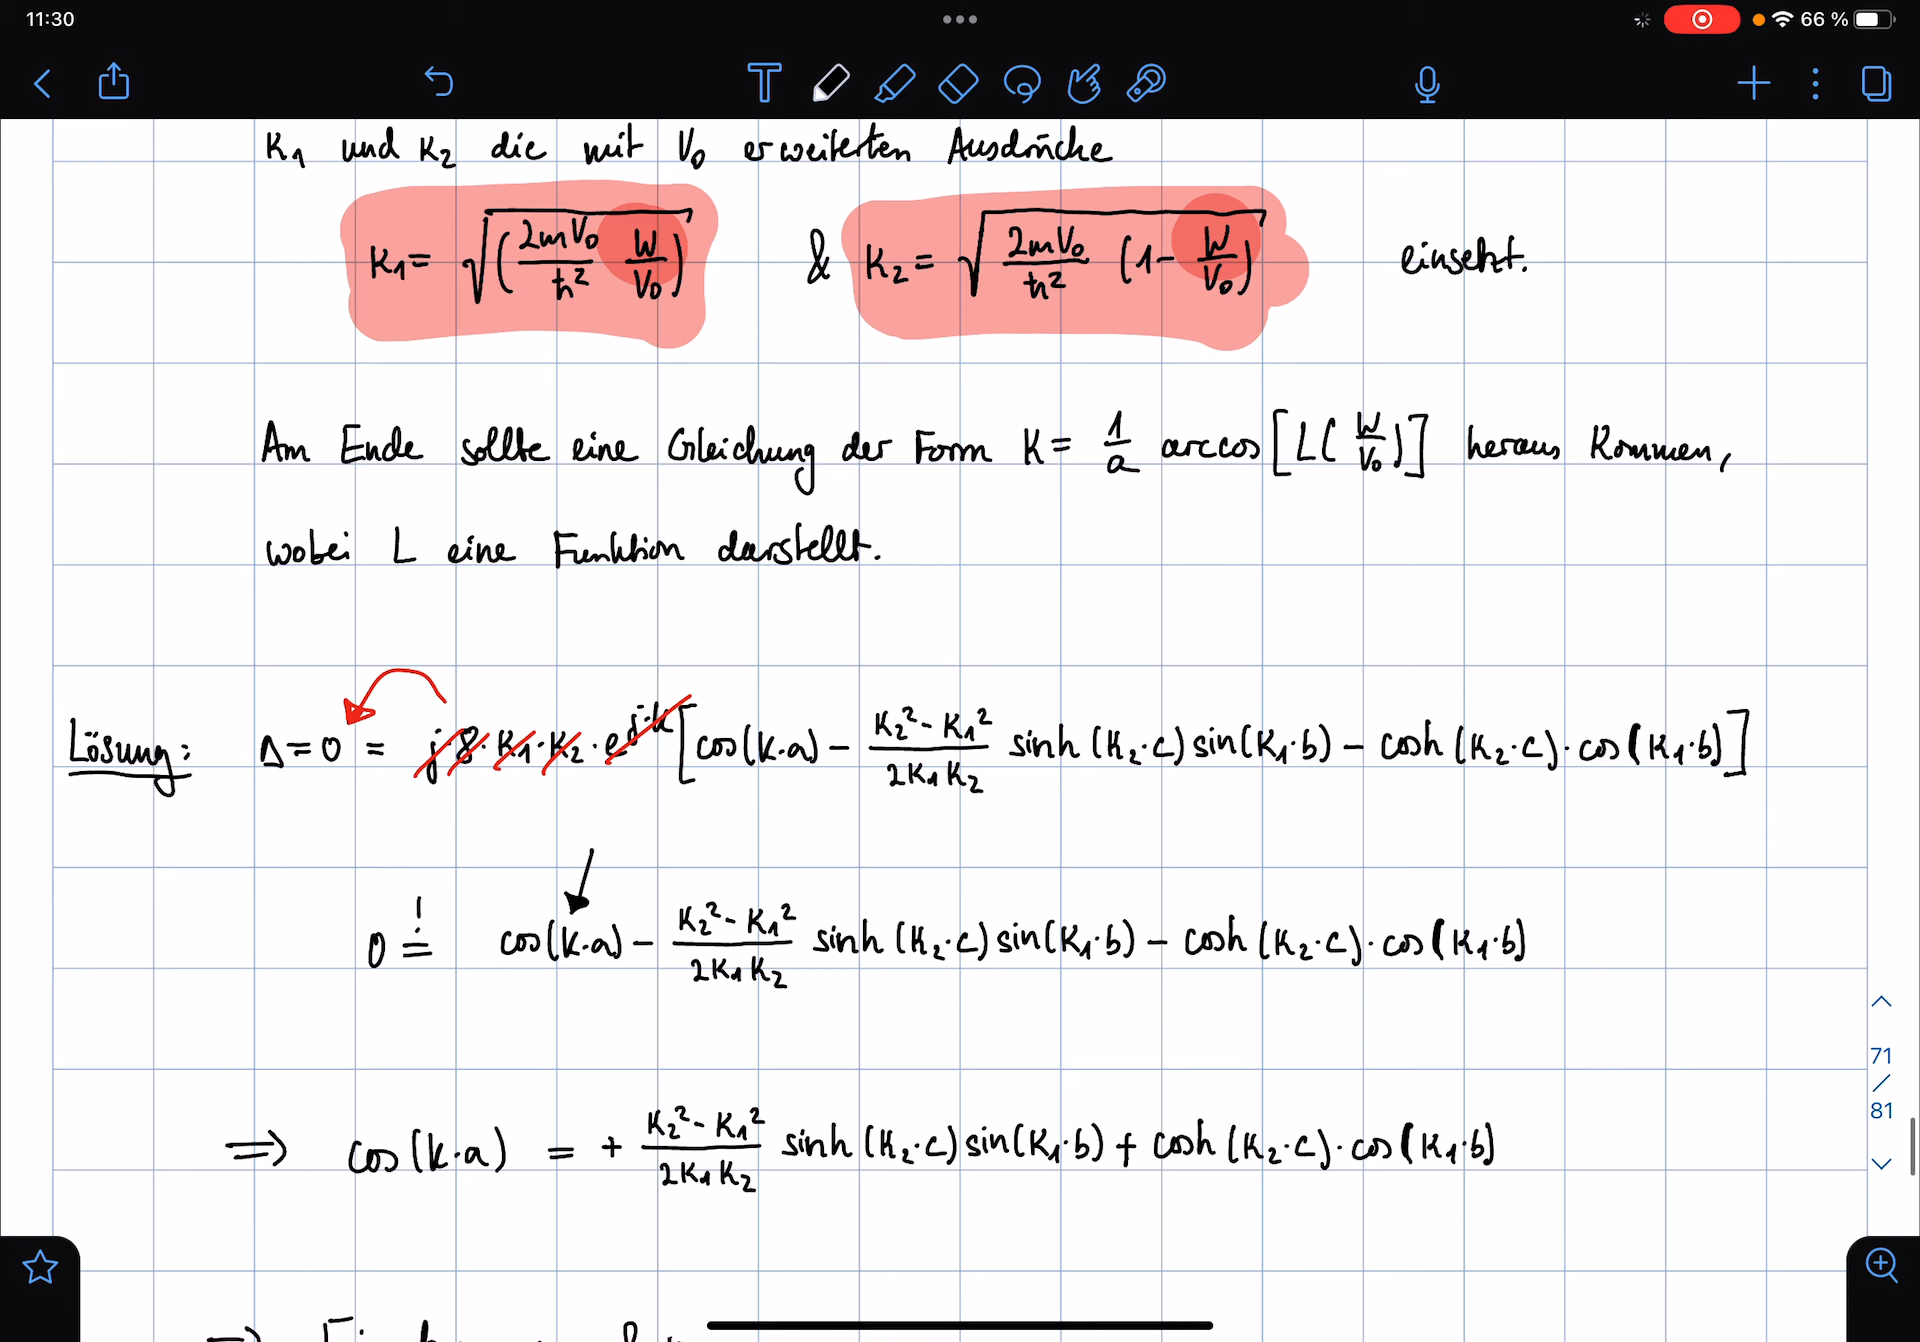 11:30
66 %
K₁ und K₂ die mit V₀ erweiterten Ausdrücke
K₁ = √((2mV₀/ħ²) (W/V₀)) & K₂ = √((2mV₀/ħ²) (1 - W/V₀)) einsetzt.
Am Ende sollte eine Gleichung der Form K = 1/a arccos[L(W/V₀)] heraus kommen,
wobei L eine Funktion darstellt.
Lösung: Δ = 0 = j·8·K₁·K₂·e^(j·k) [cos(k·a) - (K₂² - K₁²)/(2K₁K₂) sinh(K₂·c) sin(K₁·b) - cosh(K₂·c)·cos(K₁·b)]
0 =! cos(k·a) - (K₂² - K₁²)/(2K₁K₂) sinh(K₂·c) sin(K₁·b) - cosh(K₂·c)·cos(K₁·b)
⇒ cos(k·a) = + (K₂² - K₁²)/(2K₁K₂) sinh(K₂·c) sin(K₁·b) + cosh(K₂·c)·cos(K₁·b)
71
/
81